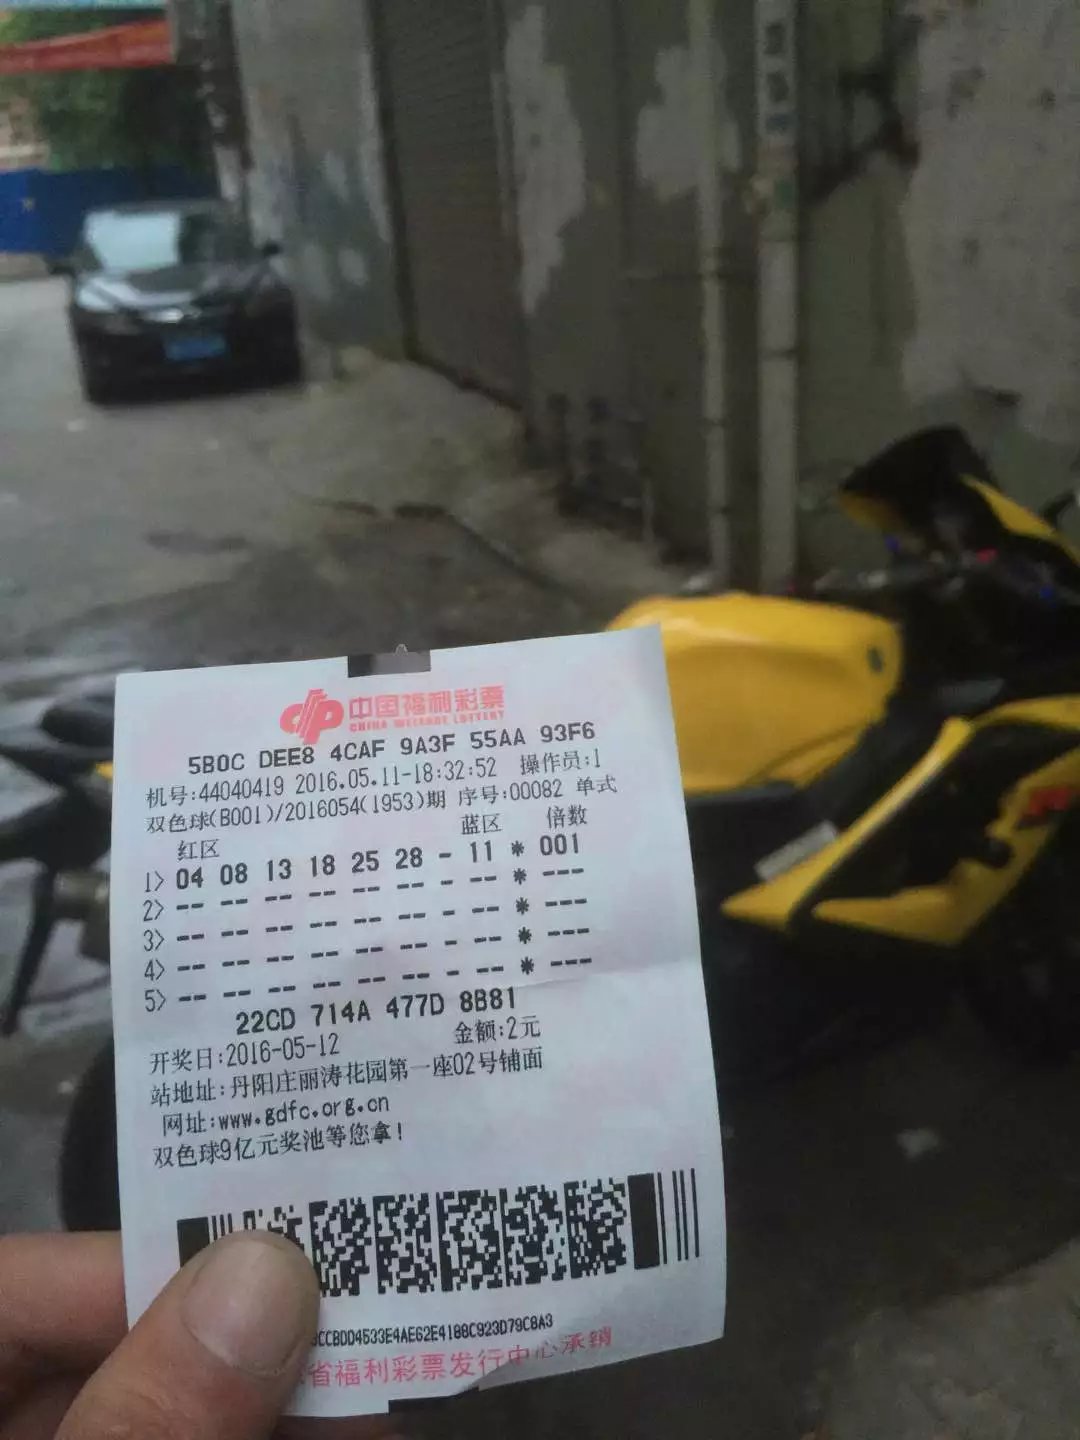 中国福利彩票
CHINA WELFARE LOTTERY
5B0C DEE8 4CAF 9A3F 55AA 93F6
机号:44040419 2016.05.11-18:32:52 操作员:1
双色球(B001)/2016054(1953)期 序号:00082 单式
红区 蓝区 倍数
1> 04 08 13 18 25 28 - 11 * 001
2> -- -- -- -- -- -- - -- * ---
3> -- -- -- -- -- -- - -- * ---
4> -- -- -- -- -- -- - -- * ---
5> -- -- -- -- -- -- - -- * ---
22CD 714A 477D 8B81
开奖日:2016-05-12 金额:2元
站地址:丹阳庄丽涛花园第一座02号铺面
网址:www.gdfc.org.cn
双色球9亿元奖池等您拿!
CCBDD4533E4AE62E4188C923D79C8A3
省福利彩票发行中心承销